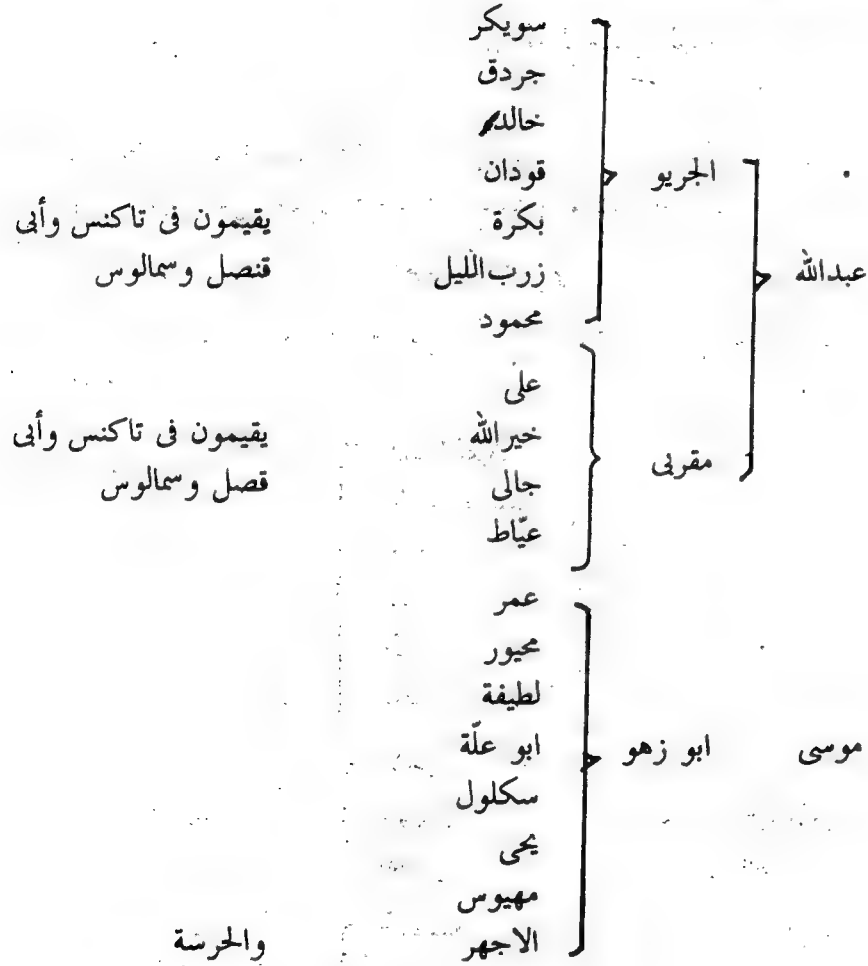 سويكر
جردق
خالد
عبدالله الجريو قودان
بكرة يقيمون فى تاكنس وأبى
زرب الليل قنصل وسمالوس
محمود
على
مقربى خيرالله يقيمون فى تاكنس وأبى
جالى قصل وسمالوس
عيّاط
عمر
محيور
لطيفة
موسى ابو زهو ابو علّة
سكلول
يحى
مهيوس
الاجهر والحرسة